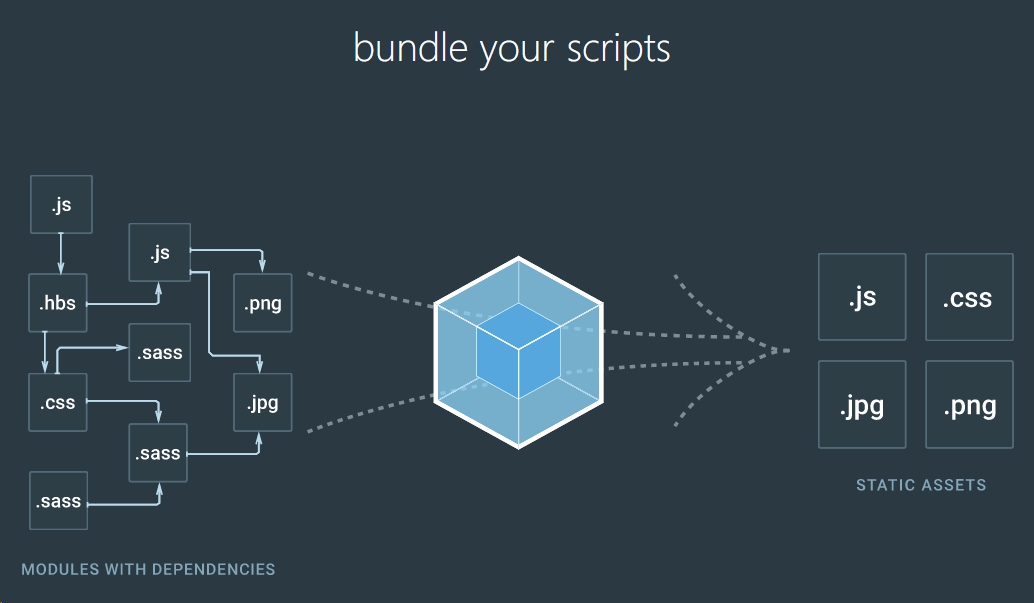 bundle your scripts
.js
.js
.hbs
.png
.sass
.css
.jpg
.sass
.sass
MODULES WITH DEPENDENCIES
.js
.css
.jpg
.png
STATIC ASSETS